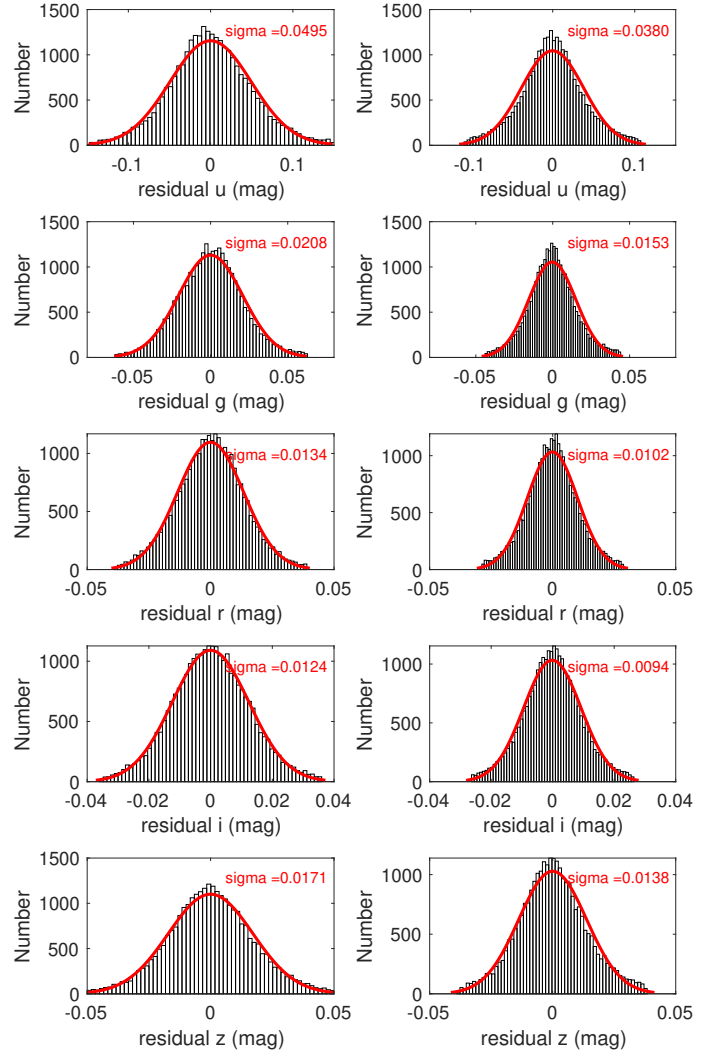 1500
1000
500
0
Number
sigma =0.0495
-0.1 0 0.1
residual u (mag)
1500
1000
500
0
Number
sigma =0.0380
-0.1 0 0.1
residual u (mag)
1500
1000
500
0
Number
sigma =0.0208
-0.05 0 0.05
residual g (mag)
1500
1000
500
0
Number
sigma =0.0153
-0.05 0 0.05
residual g (mag)
1000
500
0
Number
sigma =0.0134
-0.05 0 0.05
residual r (mag)
1000
500
0
Number
sigma =0.0102
-0.05 0 0.05
residual r (mag)
1000
500
0
Number
sigma =0.0124
-0.04 -0.02 0 0.02 0.04
residual i (mag)
1000
500
0
Number
sigma =0.0094
-0.04 -0.02 0 0.02 0.04
residual i (mag)
1500
1000
500
0
Number
sigma =0.0171
-0.05 0 0.05
residual z (mag)
1000
500
0
Number
sigma =0.0138
-0.05 0 0.05
residual z (mag)